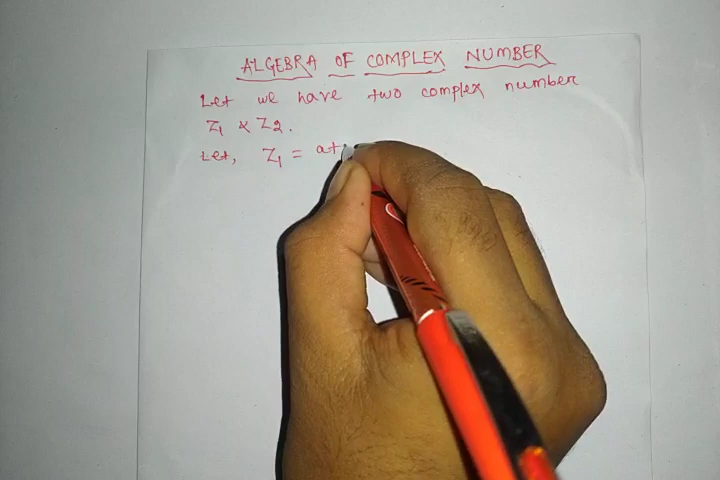 ALGEBRA OF COMPLEX NUMBER
Let we have two complex number
Z₁ & Z₂.
Let, Z₁ = a+